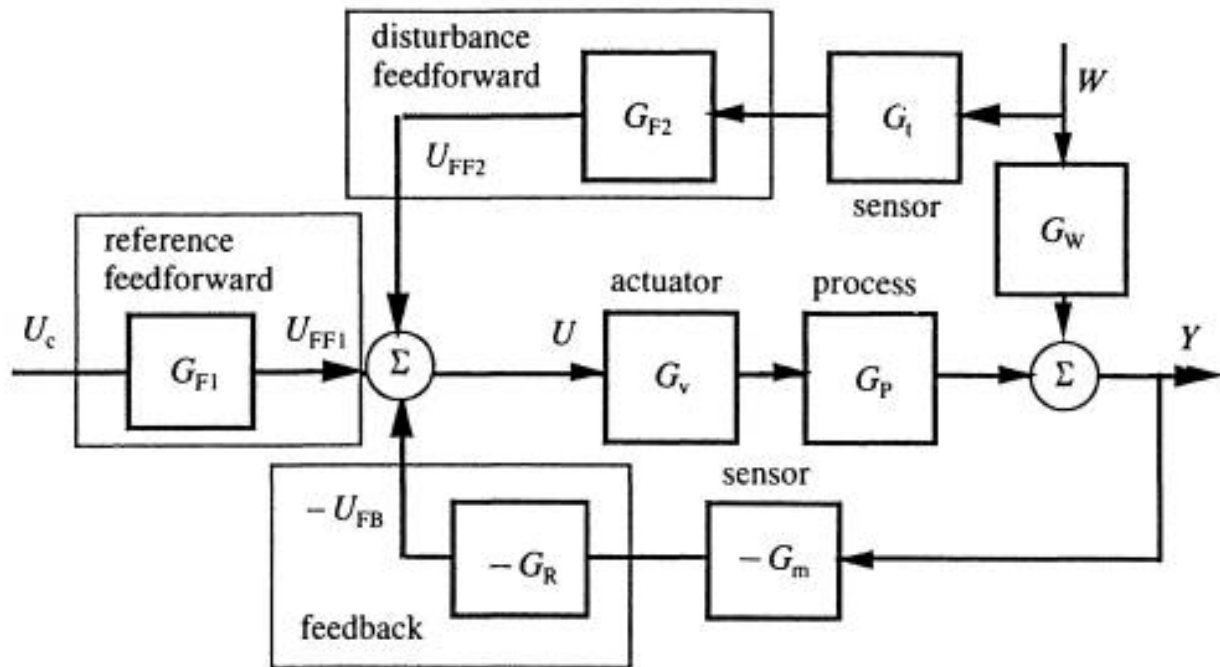 disturbance
feedforward
G_F2
G_t
W
U_FF2
sensor
G_W
reference
feedforward
actuator
process
U_c
G_F1
U_FF1
Σ
U
G_v
G_P
Σ
Y
sensor
− U_FB
− G_R
− G_m
feedback